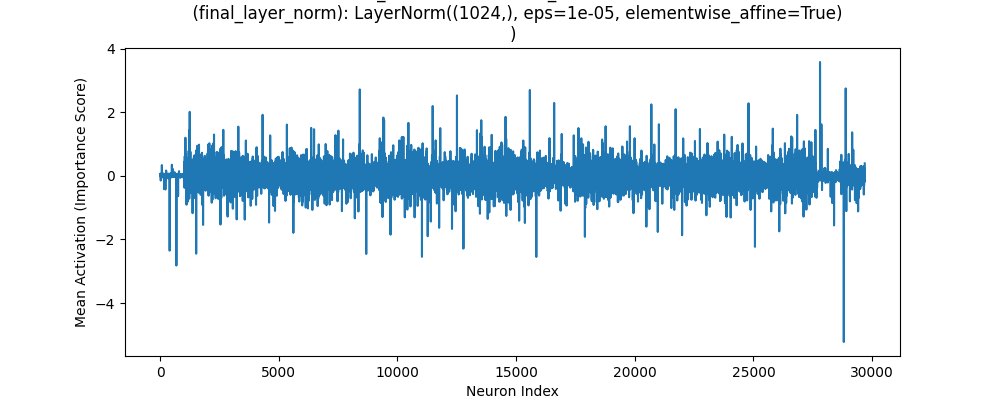 (final_layer_norm): LayerNorm((1024,), eps=1e-05, elementwise_affine=True)
)
4
2
0
−2
−4
Mean Activation (Importance Score)
0 5000 10000 15000 20000 25000 30000
Neuron Index